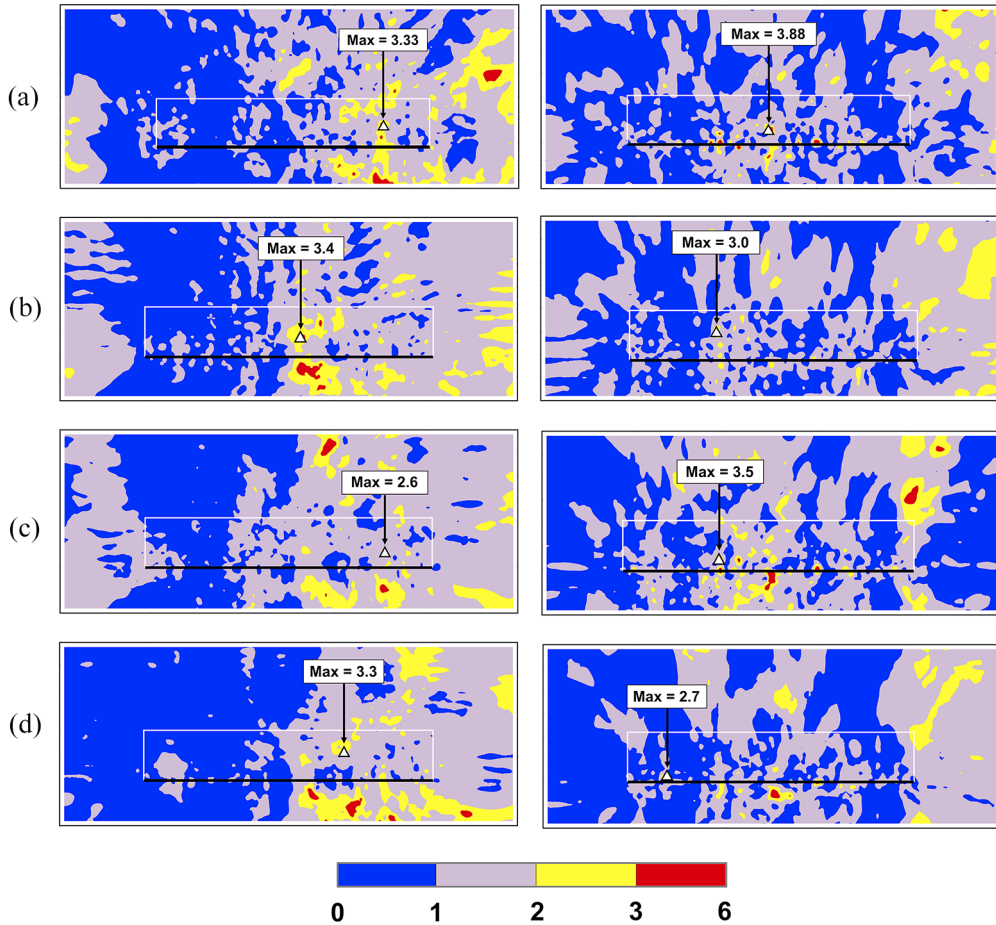 (a)
Max = 3.33
Max = 3.88
(b)
Max = 3.4
Max = 3.0
(c)
Max = 2.6
Max = 3.5
(d)
Max = 3.3
Max = 2.7
0 1 2 3 6